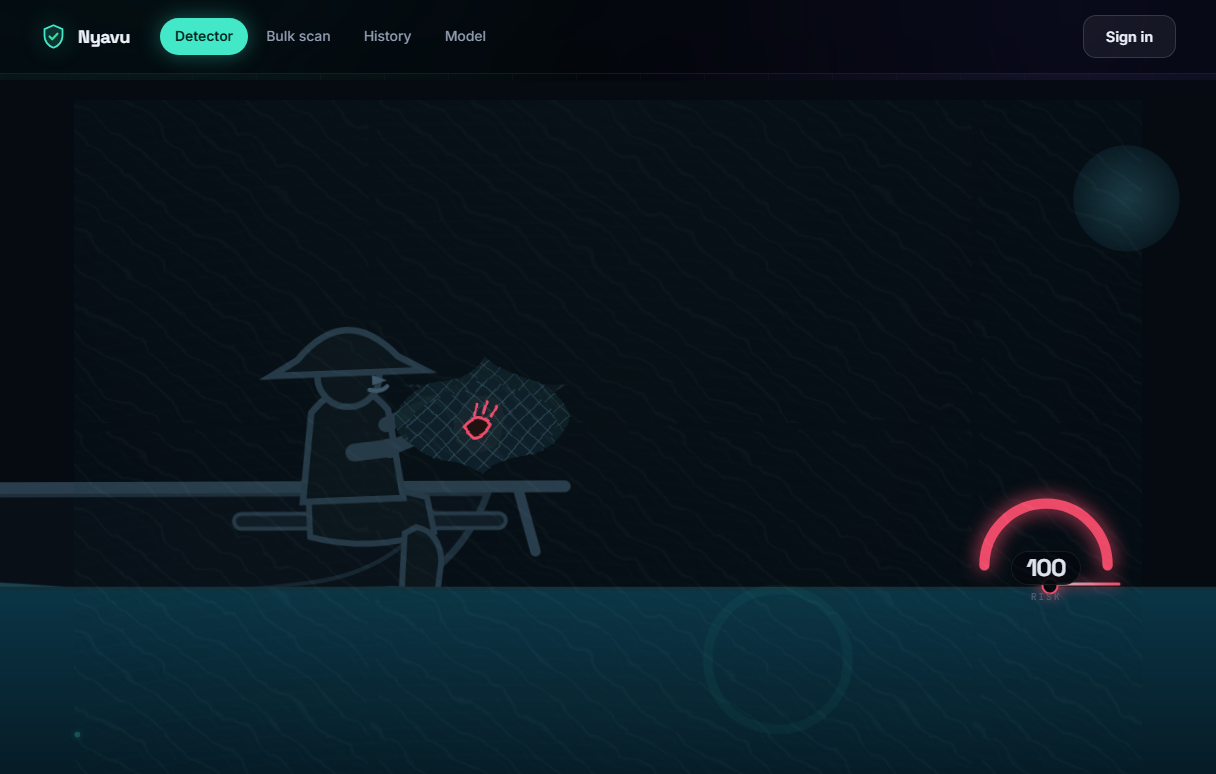 Nyavu
Detector
Bulk scan
History
Model
Sign in
100
RISK